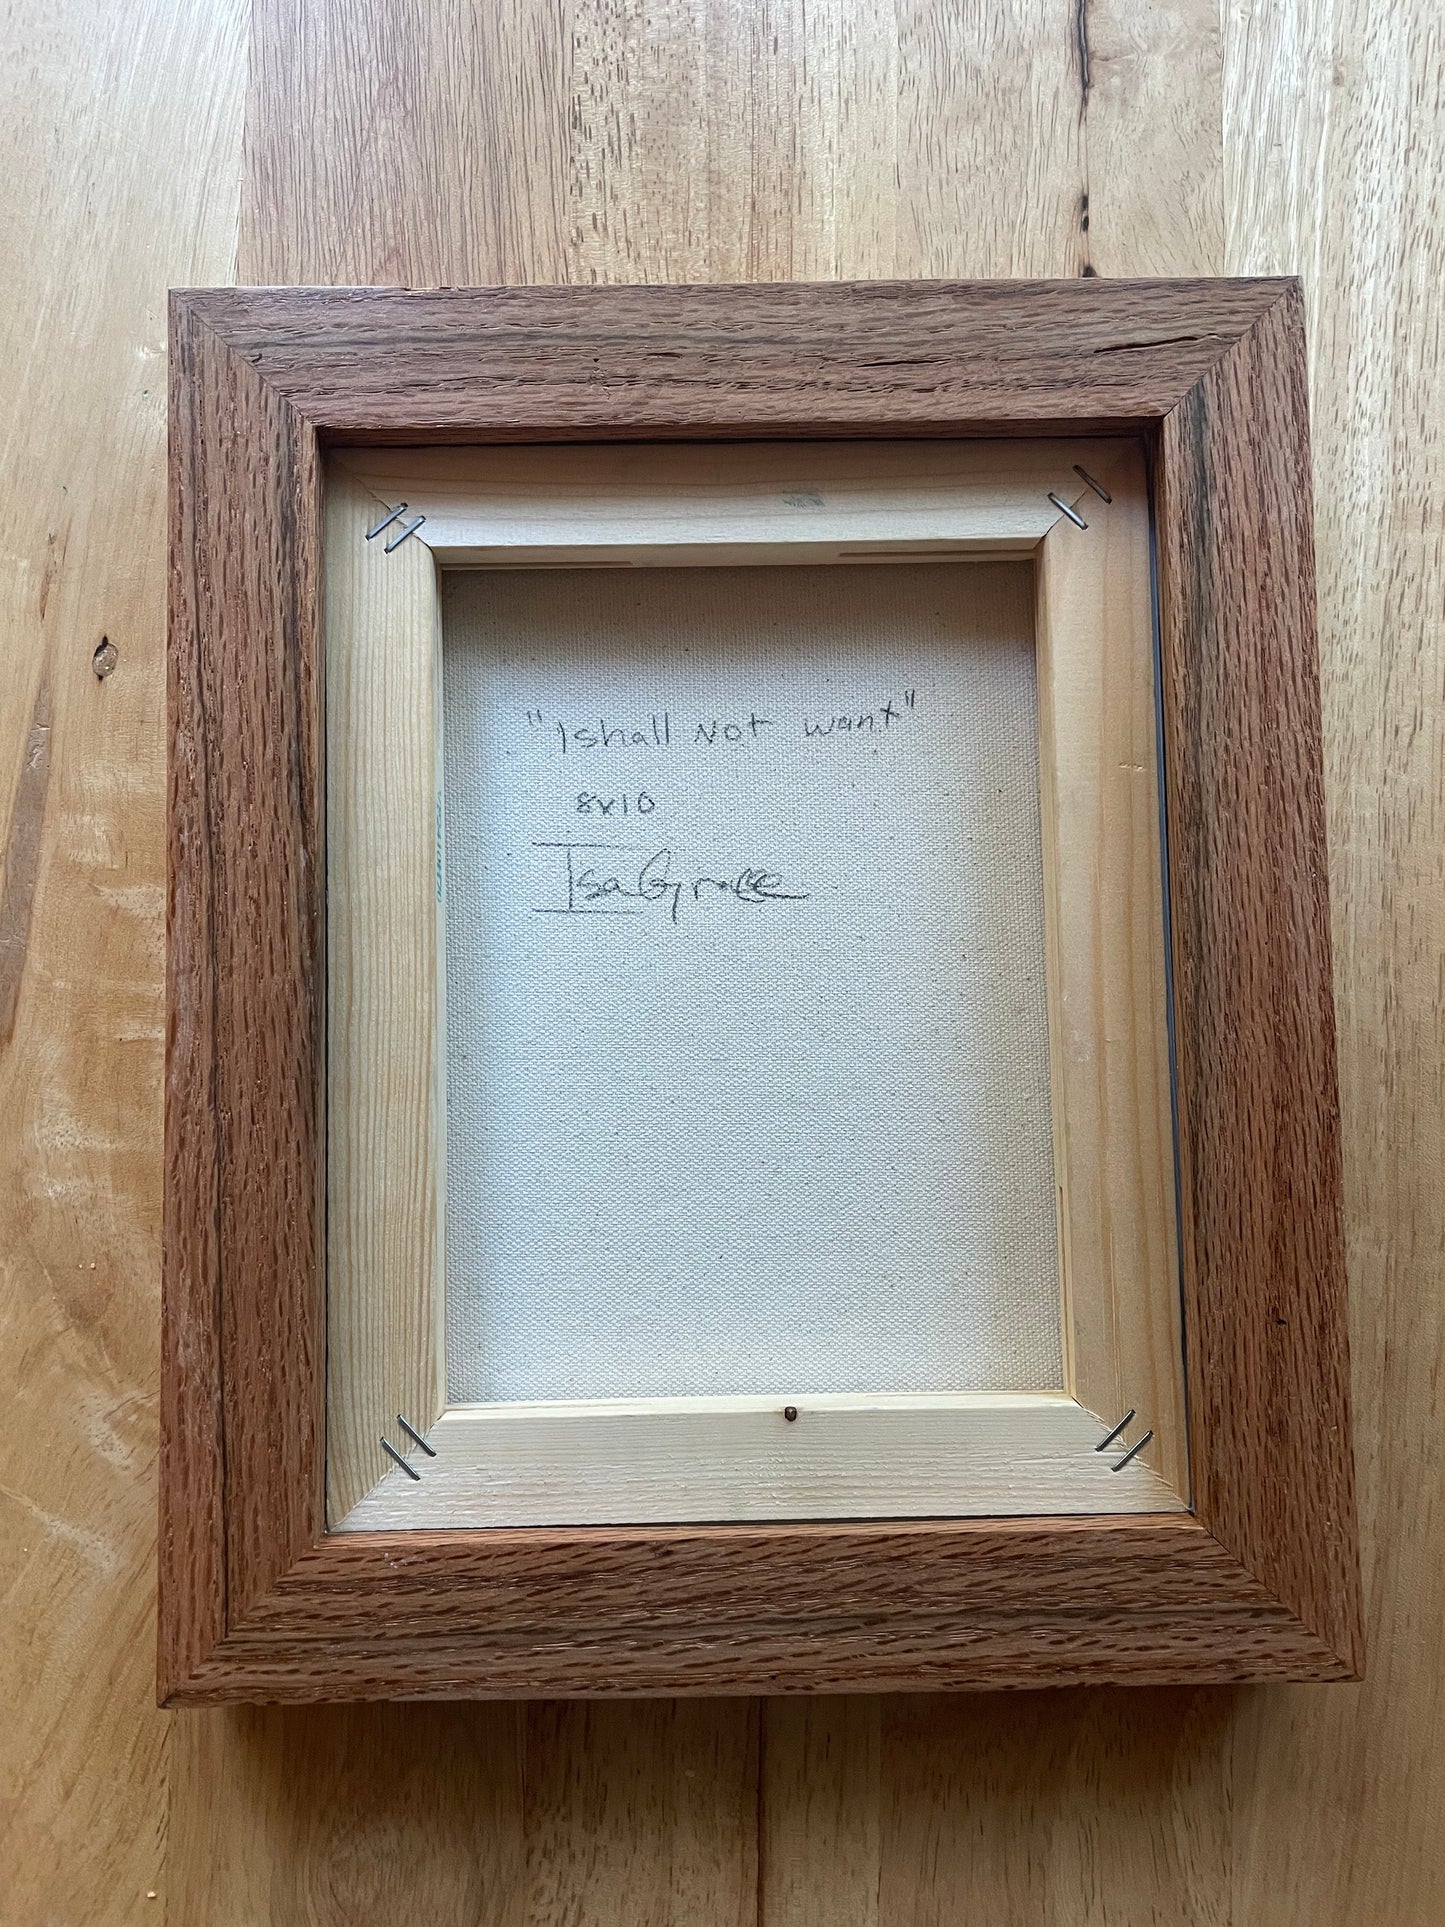 "I shall Not want"
8x10
IsaGrace